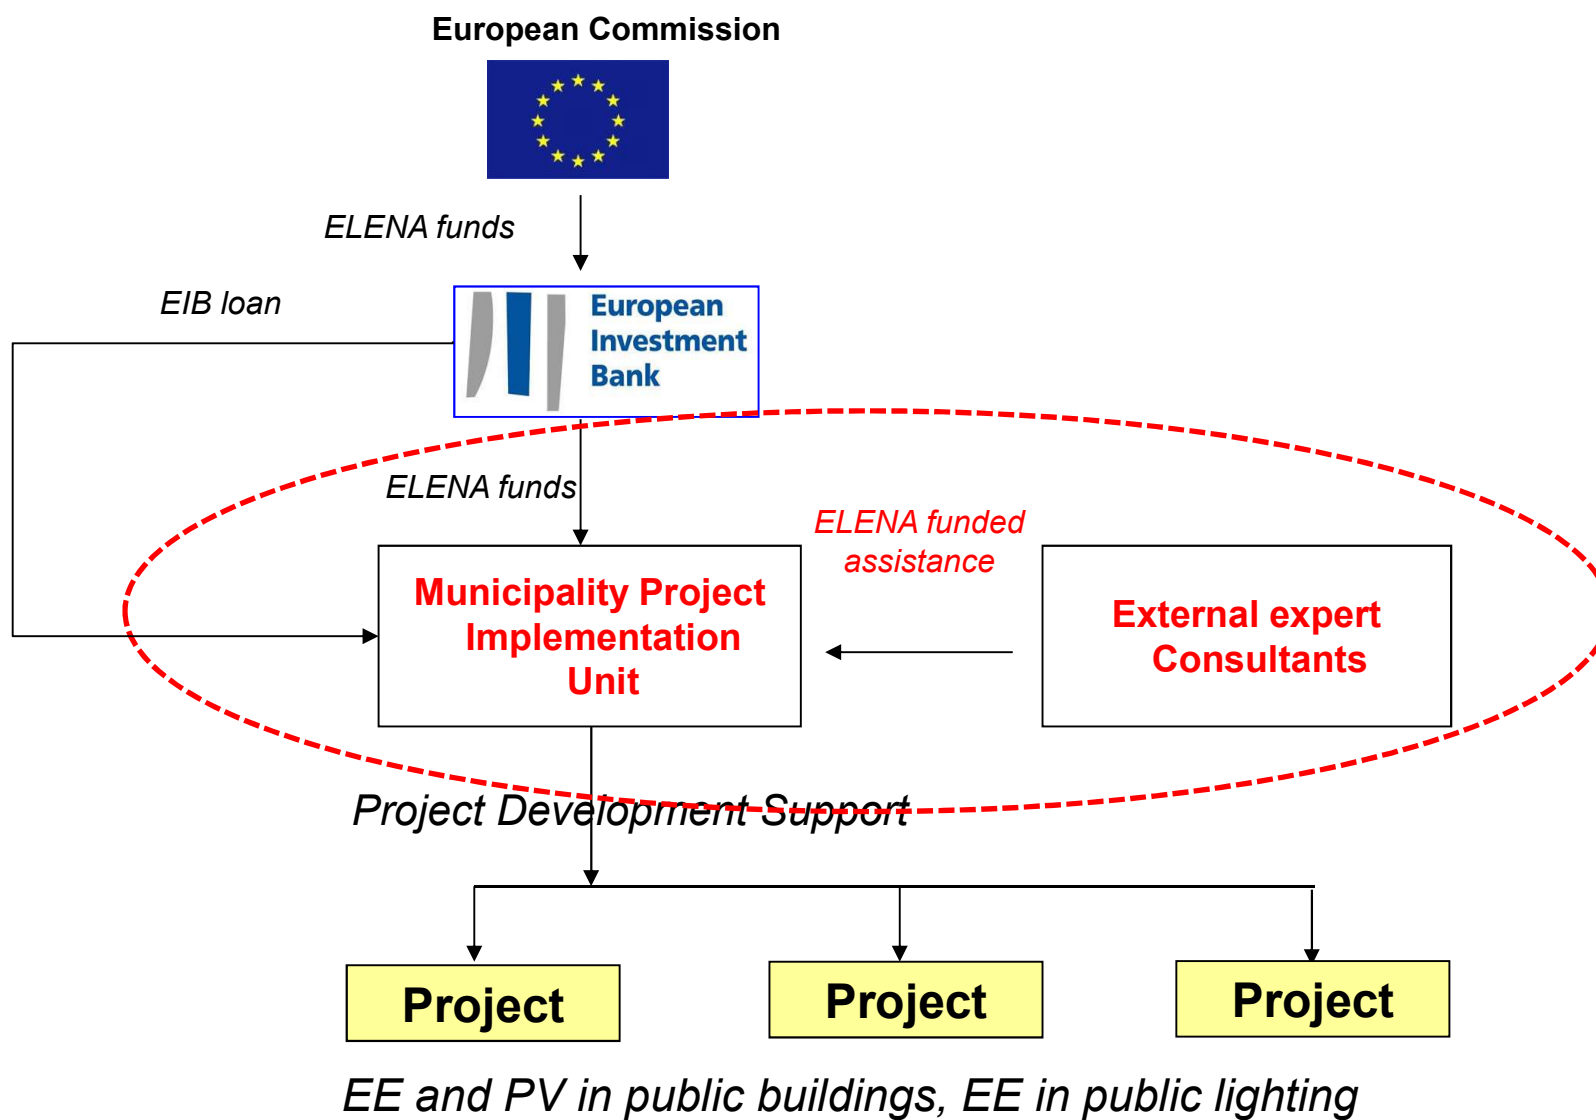 European Commission
ELENA funds
EIB loan
European
Investment
Bank
ELENA funds
ELENA funded
assistance
Municipality Project
Implementation
Unit
External expert
Consultants
Project Development Support
Project
Project
Project
EE and PV in public buildings, EE in public lighting